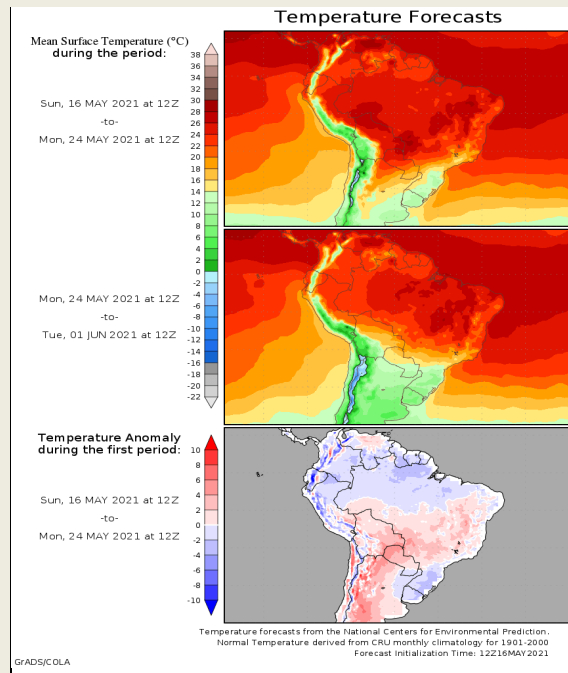 Temperature Forecasts
Mean Surface Temperature (°C)
during the period:
Sun, 16 MAY 2021 at 12Z
-to-
Mon, 24 MAY 2021 at 12Z
38
36
34
32
30
28
26
24
22
20
18
16
14
12
10
8
6
4
2
0
-2
-4
-6
-8
-10
-12
-14
-16
-18
-20
-22
Mon, 24 MAY 2021 at 12Z
-to-
Tue, 01 JUN 2021 at 12Z
Temperature Anomaly
during the first period:
Sun, 16 MAY 2021 at 12Z
-to-
Mon, 24 MAY 2021 at 12Z
10
8
6
4
2
0
-2
-4
-6
-8
-10
Temperature forecasts from the National Centers for Environmental Prediction.
Normal Temperature derived from CRU monthly climatology for 1901-2000
Forecast Initialization Time: 12Z16MAY2021
GrADS/COLA